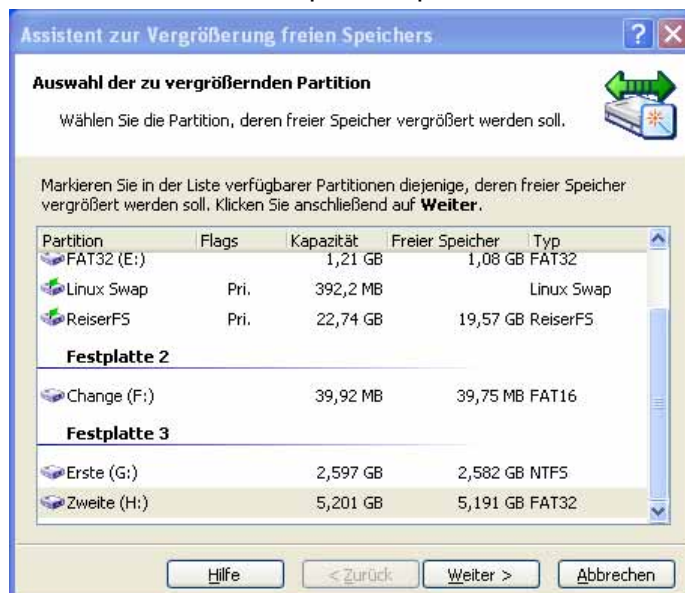 Assistent zur Vergrößerung freien Speichers
Auswahl der zu vergrößernden Partition
Wählen Sie die Partition, deren freier Speicher vergrößert werden soll.
Markieren Sie in der Liste verfügbarer Partitionen diejenige, deren freier Speicher
vergrößert werden soll. Klicken Sie anschließend auf Weiter.
Partition Flags Kapazität Freier Speicher Typ
FAT32 (E:) 1,21 GB 1,08 GB FAT32
Linux Swap Pri. 392,2 MB Linux Swap
ReiserFS Pri. 22,74 GB 19,57 GB ReiserFS
Festplatte 2
Change (F:) 39,92 MB 39,75 MB FAT16
Festplatte 3
Erste (G:) 2,597 GB 2,582 GB NTFS
Zweite (H:) 5,201 GB 5,191 GB FAT32
Hilfe < Zurück Weiter > Abbrechen